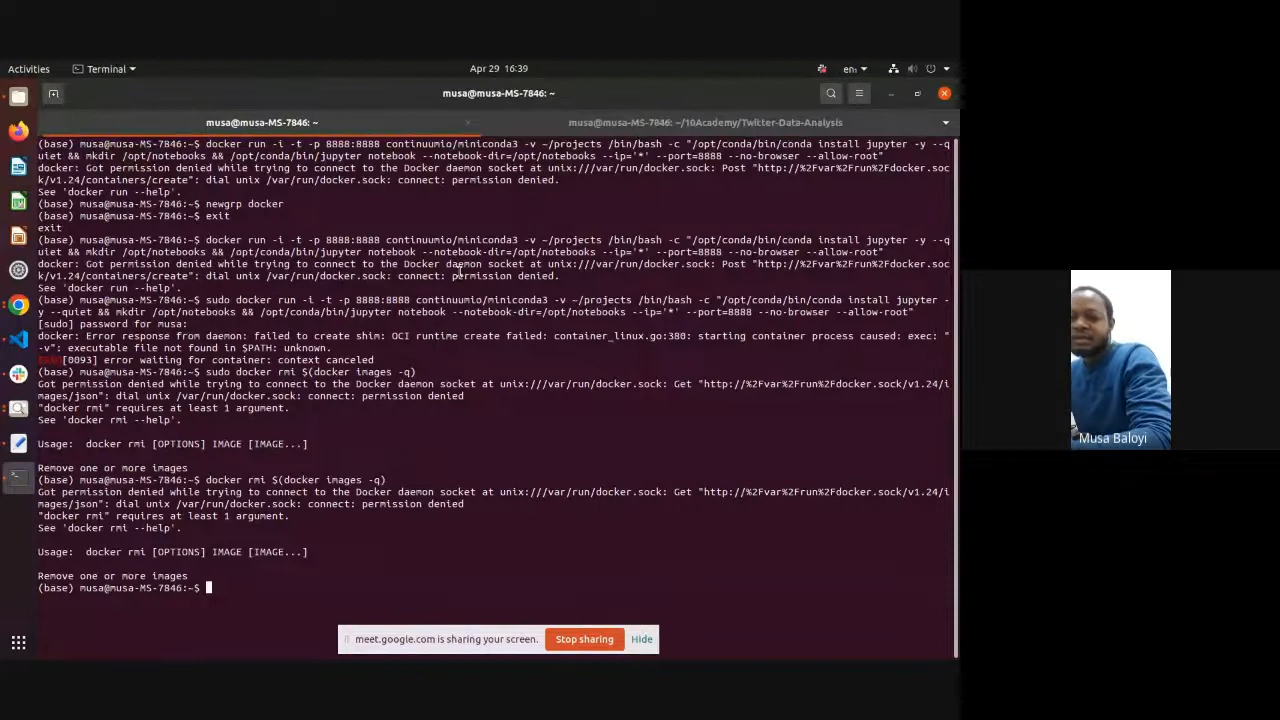 Activities
Terminal
Apr 29 16:39
en₁
musa@musa-MS-7846: ~
musa@musa-MS-7846: ~
musa@musa-MS-7846: ~/10Academy/Twitter-Data-Analysis
(base) musa@musa-MS-7846:~$ docker run -i -t -p 8888:8888 continuumio/miniconda3 -v ~/projects /bin/bash -c "/opt/conda/bin/conda install jupyter -y --q
uiet && mkdir /opt/notebooks && /opt/conda/bin/jupyter notebook --notebook-dir=/opt/notebooks --ip='*' --port=8888 --no-browser --allow-root"
docker: Got permission denied while trying to connect to the Docker daemon socket at unix:///var/run/docker.sock: Post "http://%2Fvar%2Frun%2Fdocker.soc
k/v1.24/containers/create": dial unix /var/run/docker.sock: connect: permission denied.
See 'docker run --help'.
(base) musa@musa-MS-7846:~$ newgrp docker
(base) musa@musa-MS-7846:~$ exit
exit
(base) musa@musa-MS-7846:~$ docker run -i -t -p 8888:8888 continuumio/miniconda3 -v ~/projects /bin/bash -c "/opt/conda/bin/conda install jupyter -y --q
uiet && mkdir /opt/notebooks && /opt/conda/bin/jupyter notebook --notebook-dir=/opt/notebooks --ip='*' --port=8888 --no-browser --allow-root"
docker: Got permission denied while trying to connect to the Docker daemon socket at unix:///var/run/docker.sock: Post "http://%2Fvar%2Frun%2Fdocker.soc
k/v1.24/containers/create": dial unix /var/run/docker.sock: connect: permission denied.
See 'docker run --help'.
(base) musa@musa-MS-7846:~$ sudo docker run -i -t -p 8888:8888 continuumio/miniconda3 -v ~/projects /bin/bash -c "/opt/conda/bin/conda install jupyter -
y --quiet && mkdir /opt/notebooks && /opt/conda/bin/jupyter notebook --notebook-dir=/opt/notebooks --ip='*' --port=8888 --no-browser --allow-root"
[sudo] password for musa:
docker: Error response from daemon: failed to create shim: OCI runtime create failed: container_linux.go:380: starting container process caused: exec: "
-v": executable file not found in $PATH: unknown.
[0093] error waiting for container: context canceled
(base) musa@musa-MS-7846:~$ sudo docker rmi $(docker images -q)
Got permission denied while trying to connect to the Docker daemon socket at unix:///var/run/docker.sock: Get "http://%2Fvar%2Frun%2Fdocker.sock/v1.24/i
mages/json": dial unix /var/run/docker.sock: connect: permission denied
"docker rmi" requires at least 1 argument.
See 'docker rmi --help'.
Usage:  docker rmi [OPTIONS] IMAGE [IMAGE...]
Remove one or more images
(base) musa@musa-MS-7846:~$ docker rmi $(docker images -q)
Got permission denied while trying to connect to the Docker daemon socket at unix:///var/run/docker.sock: Get "http://%2Fvar%2Frun%2Fdocker.sock/v1.24/i
mages/json": dial unix /var/run/docker.sock: connect: permission denied
"docker rmi" requires at least 1 argument.
See 'docker rmi --help'.
Usage:  docker rmi [OPTIONS] IMAGE [IMAGE...]
Remove one or more images
(base) musa@musa-MS-7846:~$
meet.google.com is sharing your screen.
Stop sharing
Hide
Musa Baloyi